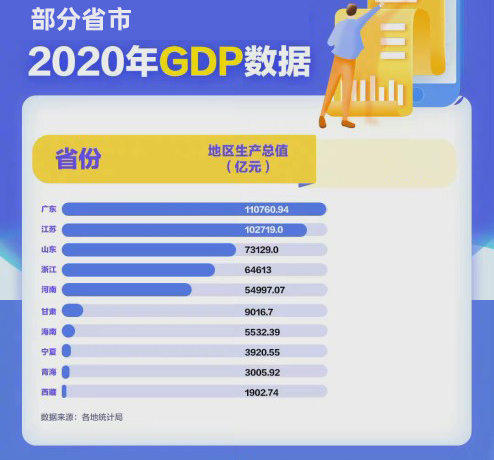 部分省市
2020年GDP数据
省份 地区生产总值
（亿元）
广东 110760.94
江苏 102719.0
山东 73129.0
浙江 64613
河南 54997.07
甘肃 9016.7
海南 5532.39
宁夏 3920.55
青海 3005.92
西藏 1902.74
数据来源：各地统计局